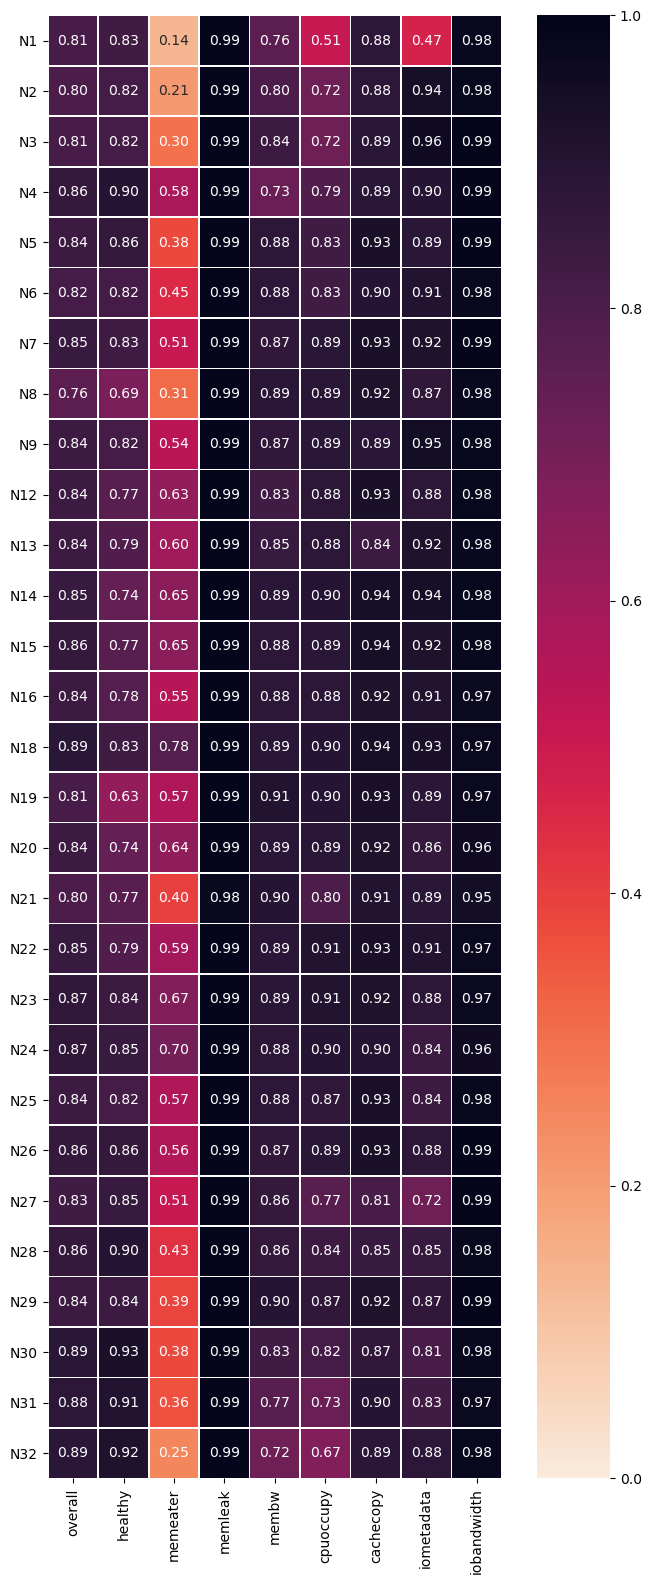 N1 0.81 0.83 0.14 0.99 0.76 0.51 0.88 0.47 0.98
N2 0.80 0.82 0.21 0.99 0.80 0.72 0.88 0.94 0.98
N3 0.81 0.82 0.30 0.99 0.84 0.72 0.89 0.96 0.99
N4 0.86 0.90 0.58 0.99 0.73 0.79 0.89 0.90 0.99
N5 0.84 0.86 0.38 0.99 0.88 0.83 0.93 0.89 0.99
N6 0.82 0.82 0.45 0.99 0.88 0.83 0.90 0.91 0.98
N7 0.85 0.83 0.51 0.99 0.87 0.89 0.93 0.92 0.99
N8 0.76 0.69 0.31 0.99 0.89 0.89 0.92 0.87 0.98
N9 0.84 0.82 0.54 0.99 0.87 0.89 0.89 0.95 0.98
N12 0.84 0.77 0.63 0.99 0.83 0.88 0.93 0.88 0.98
N13 0.84 0.79 0.60 0.99 0.85 0.88 0.84 0.92 0.98
N14 0.85 0.74 0.65 0.99 0.89 0.90 0.94 0.94 0.98
N15 0.86 0.77 0.65 0.99 0.88 0.89 0.94 0.92 0.98
N16 0.84 0.78 0.55 0.99 0.88 0.88 0.92 0.91 0.97
N18 0.89 0.83 0.78 0.99 0.89 0.90 0.94 0.93 0.97
N19 0.81 0.63 0.57 0.99 0.91 0.90 0.93 0.89 0.97
N20 0.84 0.74 0.64 0.99 0.89 0.89 0.92 0.86 0.96
N21 0.80 0.77 0.40 0.98 0.90 0.80 0.91 0.89 0.95
N22 0.85 0.79 0.59 0.99 0.89 0.91 0.93 0.91 0.97
N23 0.87 0.84 0.67 0.99 0.89 0.91 0.92 0.88 0.97
N24 0.87 0.85 0.70 0.99 0.88 0.90 0.90 0.84 0.96
N25 0.84 0.82 0.57 0.99 0.88 0.87 0.93 0.84 0.98
N26 0.86 0.86 0.56 0.99 0.87 0.89 0.93 0.88 0.99
N27 0.83 0.85 0.51 0.99 0.86 0.77 0.81 0.72 0.99
N28 0.86 0.90 0.43 0.99 0.86 0.84 0.85 0.85 0.98
N29 0.84 0.84 0.39 0.99 0.90 0.87 0.92 0.87 0.99
N30 0.89 0.93 0.38 0.99 0.83 0.82 0.87 0.81 0.98
N31 0.88 0.91 0.36 0.99 0.77 0.73 0.90 0.83 0.97
N32 0.89 0.92 0.25 0.99 0.72 0.67 0.89 0.88 0.98
overall healthy memeater memleak membw cpuoccupy cachecopy iometadata iobandwidth
1.0
0.8
0.6
0.4
0.2
0.0